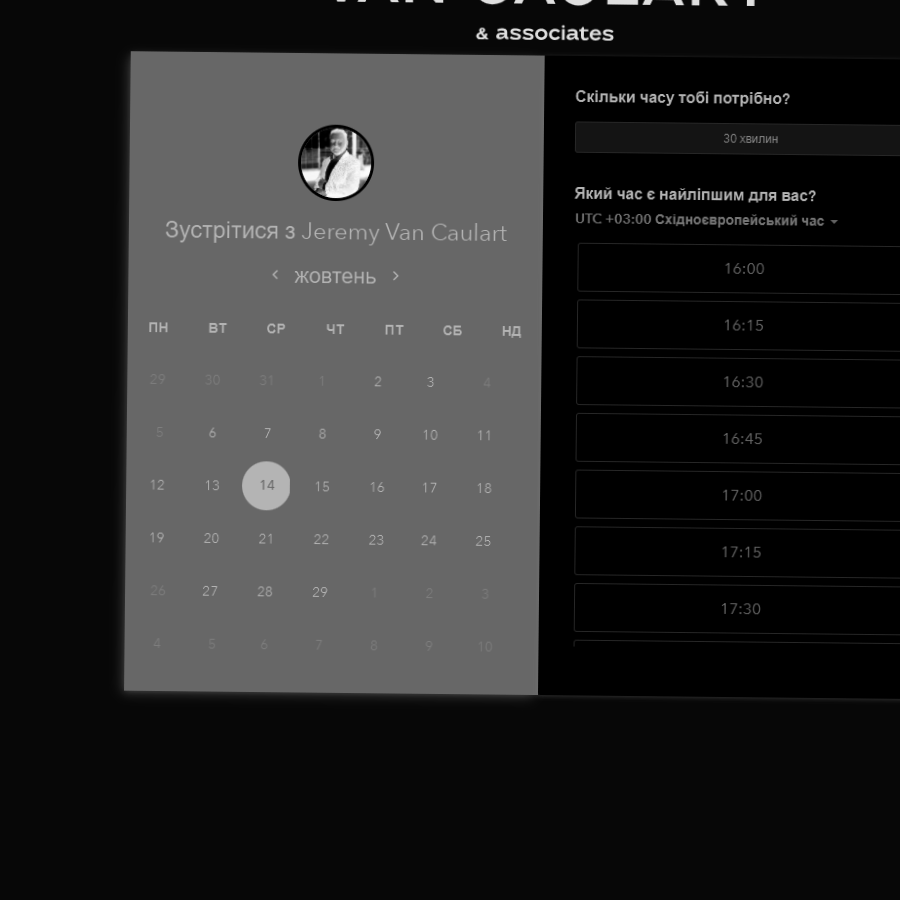 VAN CAULART
& associates
Зустрітися з Jeremy Van Caulart
‹ жовтень ›
ПН ВТ СР ЧТ ПТ СБ НД
29 30 31 1 2 3 4
5 6 7 8 9 10 11
12 13 14 15 16 17 18
19 20 21 22 23 24 25
26 27 28 29 1 2 3
4 5 6 7 8 9 10
Скільки часу тобі потрібно?
30 хвилин
Який час є найліпшим для вас?
UTC +03:00 Східноєвропейський час
16:00
16:15
16:30
16:45
17:00
17:15
17:30